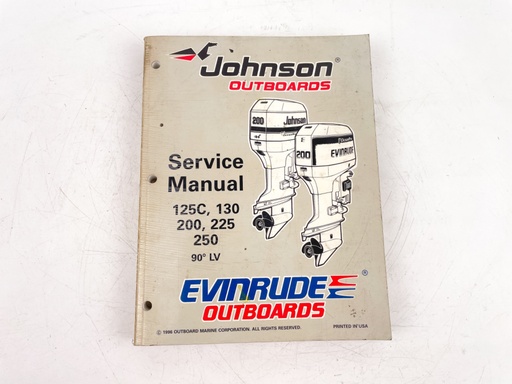 Johnson®
OUTBOARDS
200 Johnson
200 EVINRUDE
Service
Manual
125C, 130
200, 225
250
90° LV
EVINRUDE®
OUTBOARDS
© 1996 OUTBOARD MARINE CORPORATION. ALL RIGHTS RESERVED. PRINTED IN USA